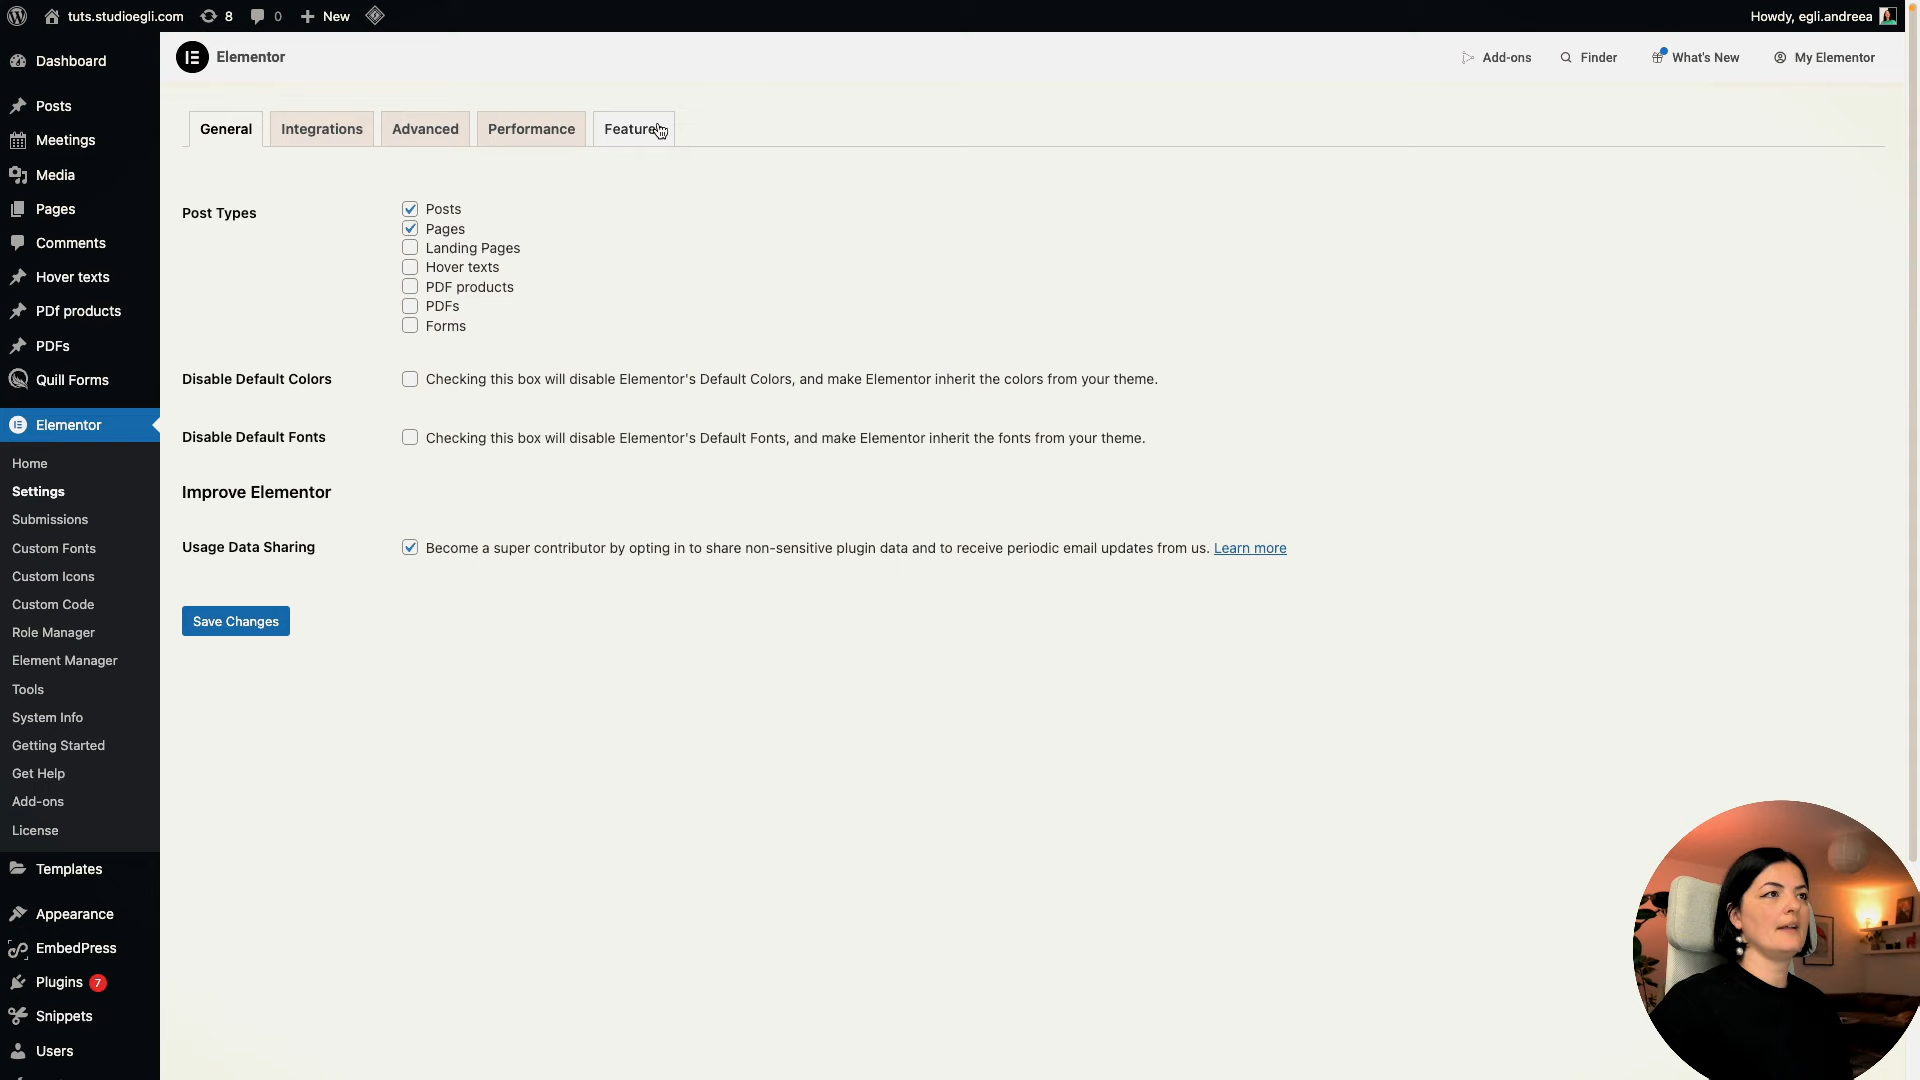 tuts.studioegli.com 8 0 New Howdy, egli.andreea
Dashboard
Posts
Meetings
Media
Pages
Comments
Hover texts
PDf products
PDFs
Quill Forms
Elementor
Home
Settings
Submissions
Custom Fonts
Custom Icons
Custom Code
Role Manager
Element Manager
Tools
System Info
Getting Started
Get Help
Add-ons
License
Templates
Appearance
EmbedPress
Plugins 7
Snippets
Users
Elementor Add-ons Finder What's New My Elementor
General Integrations Advanced Performance Feature
Post Types
Posts
Pages
Landing Pages
Hover texts
PDF products
PDFs
Forms
Disable Default Colors Checking this box will disable Elementor's Default Colors, and make Elementor inherit the colors from your theme.
Disable Default Fonts Checking this box will disable Elementor's Default Fonts, and make Elementor inherit the fonts from your theme.
Improve Elementor
Usage Data Sharing Become a super contributor by opting in to share non-sensitive plugin data and to receive periodic email updates from us. Learn more
Save Changes